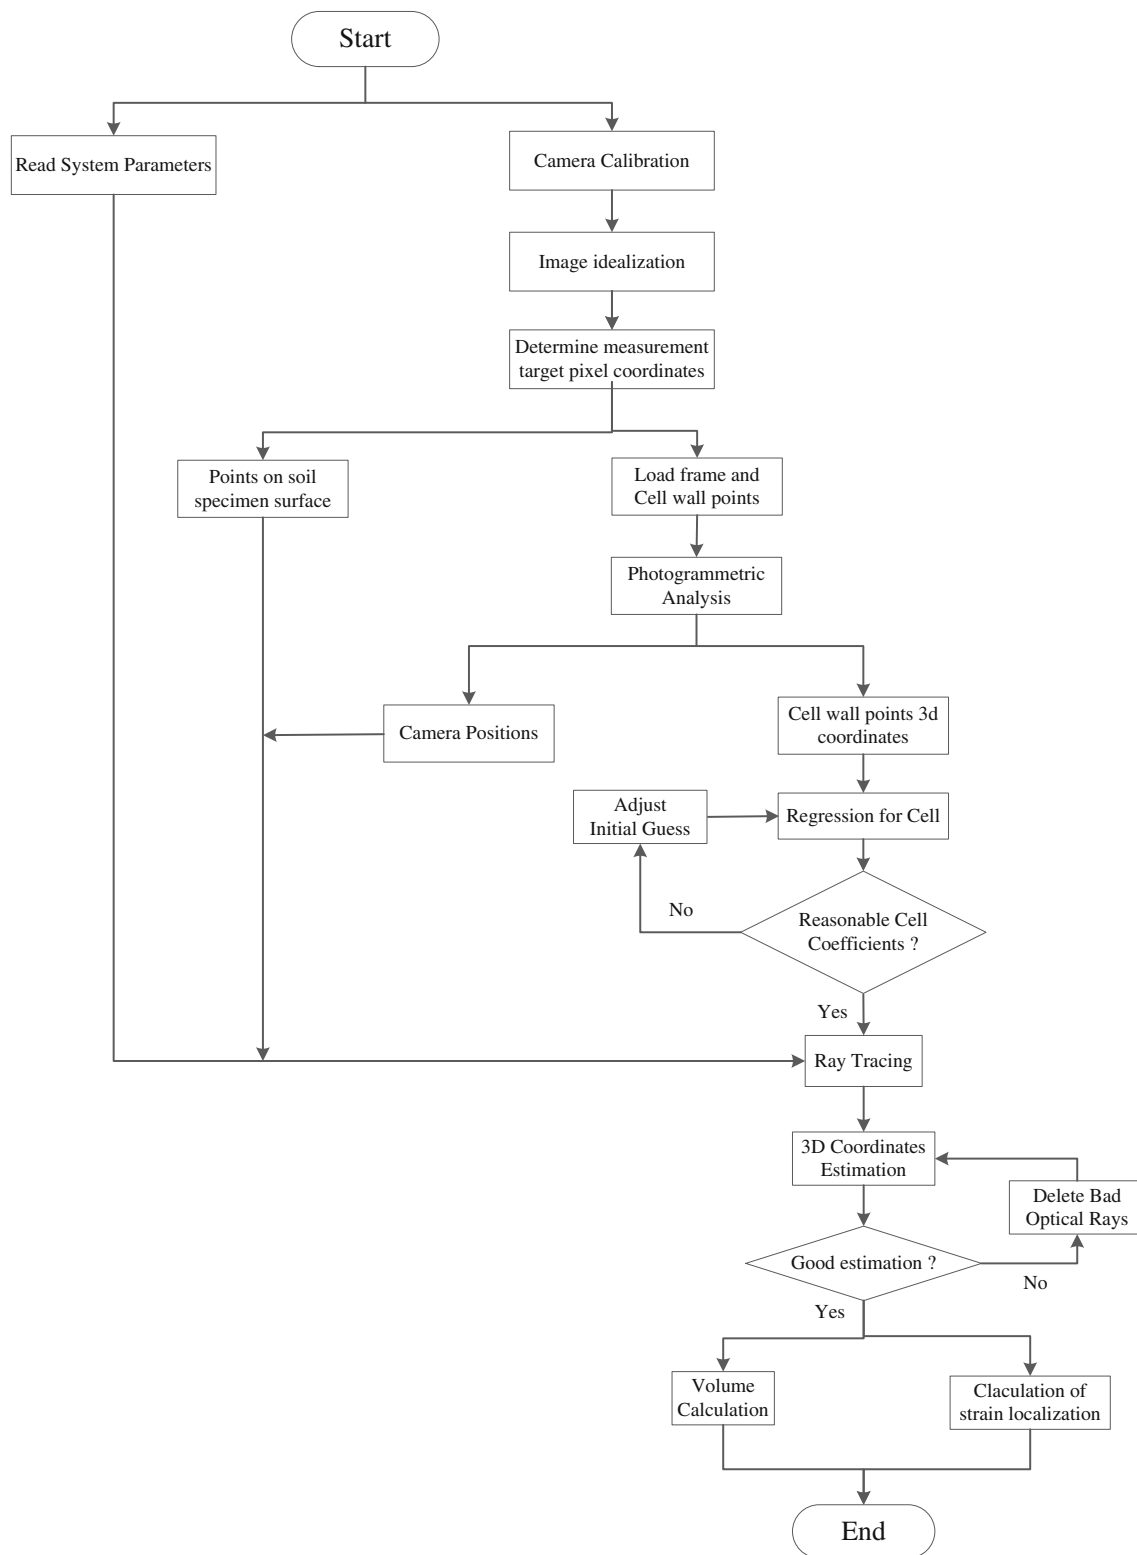 Start
Read System Parameters
Camera Calibration
Image idealization
Determine measurement
target pixel coordinates
Points on soil
specimen surface
Load frame and
Cell wall points
Photogrammetric
Analysis
Camera Positions
Cell wall points 3d
coordinates
Adjust
Initial Guess
Regression for Cell
No
Reasonable Cell
Coefficients ?
Yes
Ray Tracing
3D Coordinates
Estimation
Delete Bad
Optical Rays
Good estimation ?
No
Yes
Volume
Calculation
Claculation of
strain localization
End